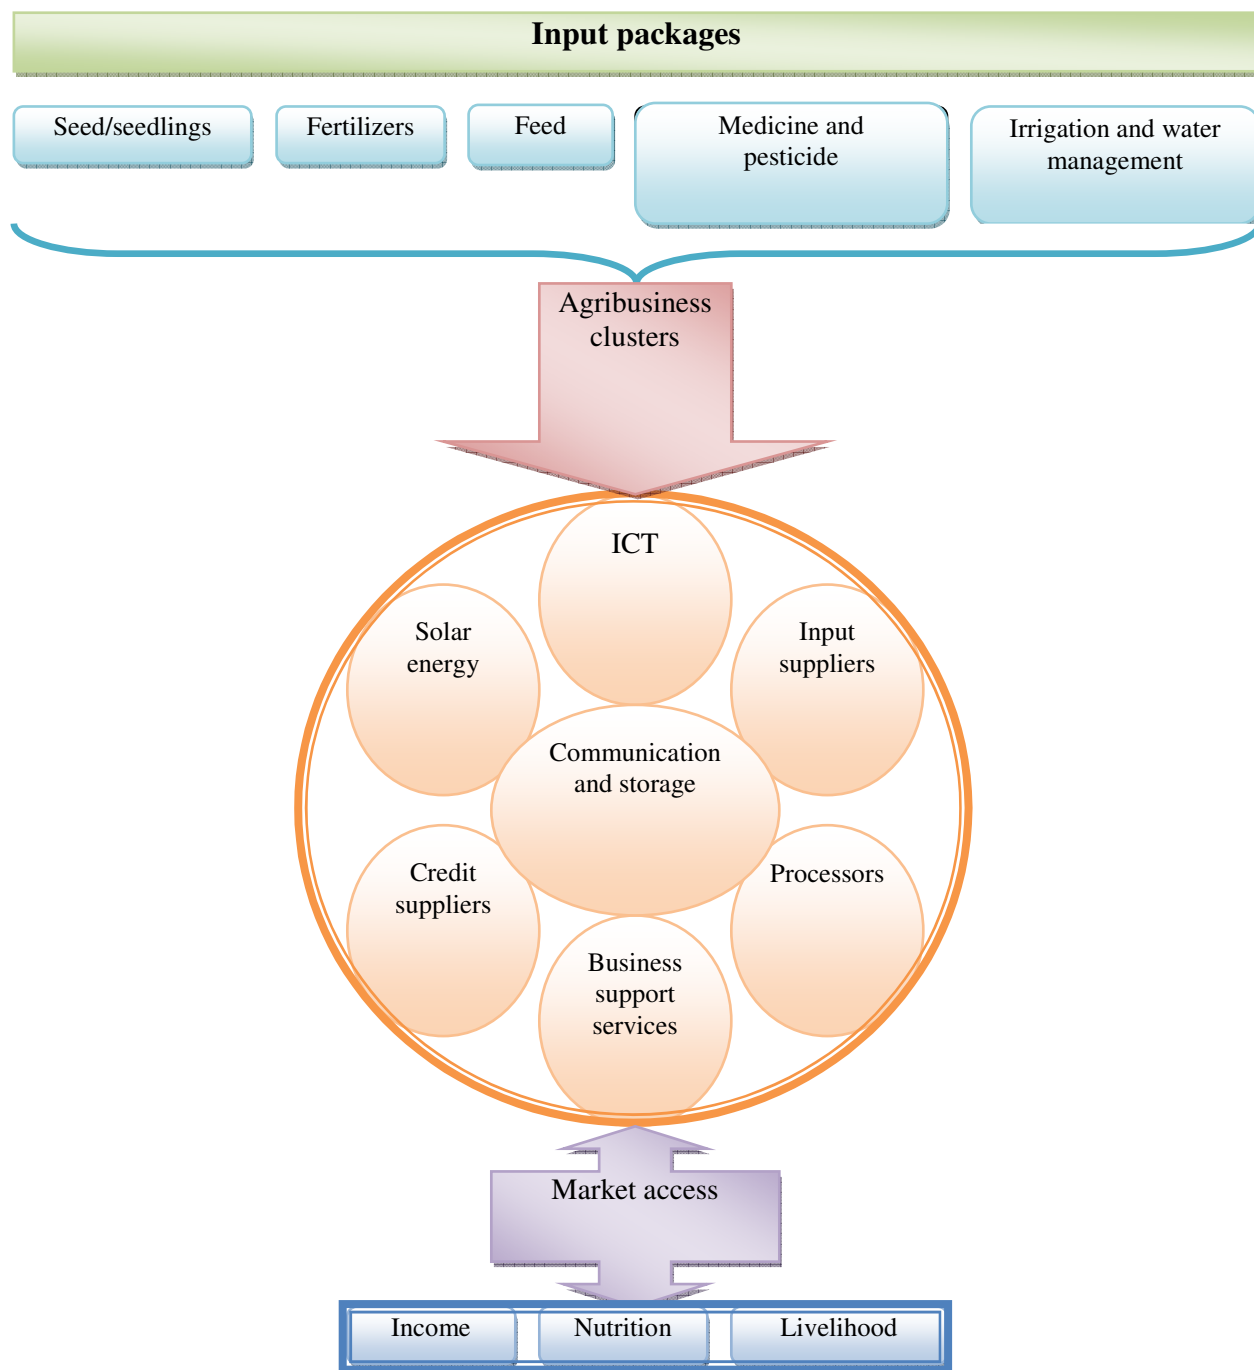 Input packages
Seed/seedlings
Fertilizers
Feed
Medicine and
pesticide
Irrigation and water
management
Agribusiness
clusters
ICT
Solar
energy
Input
suppliers
Communication
and storage
Credit
suppliers
Processors
Business
support
services
Market access
Income
Nutrition
Livelihood